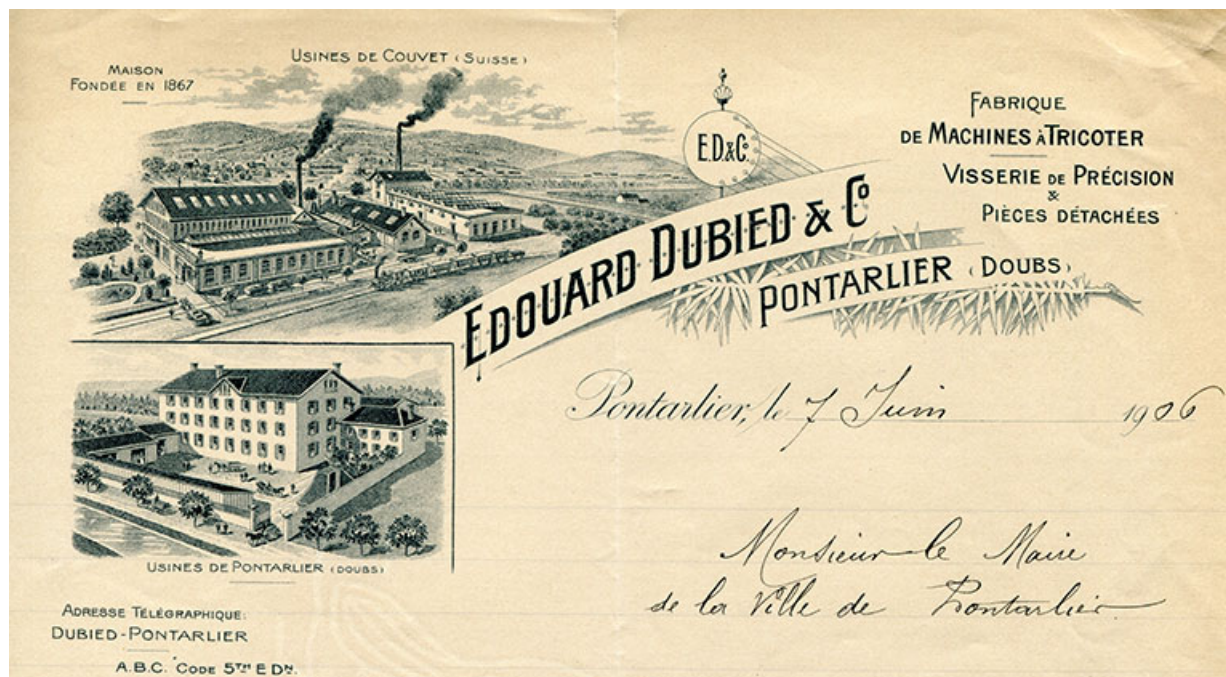 MAISON
FONDÉE EN 1867
USINES DE COUVET (SUISSE)
E.D.&Cº
FABRIQUE
DE MACHINES À TRICOTER
VISSERIE DE PRÉCISION
&
PIÈCES DÉTACHÉES
EDOUARD DUBIED & Cº
PONTARLIER (DOUBS)
Pontarlier, le 7 Juin 1906
USINES DE PONTARLIER (DOUBS)
Monsieur le Maire
de la Ville de Pontarlier
ADRESSE TÉLÉGRAPHIQUE:
DUBIED-PONTARLIER
A.B.C. CODE 5TH EDN.